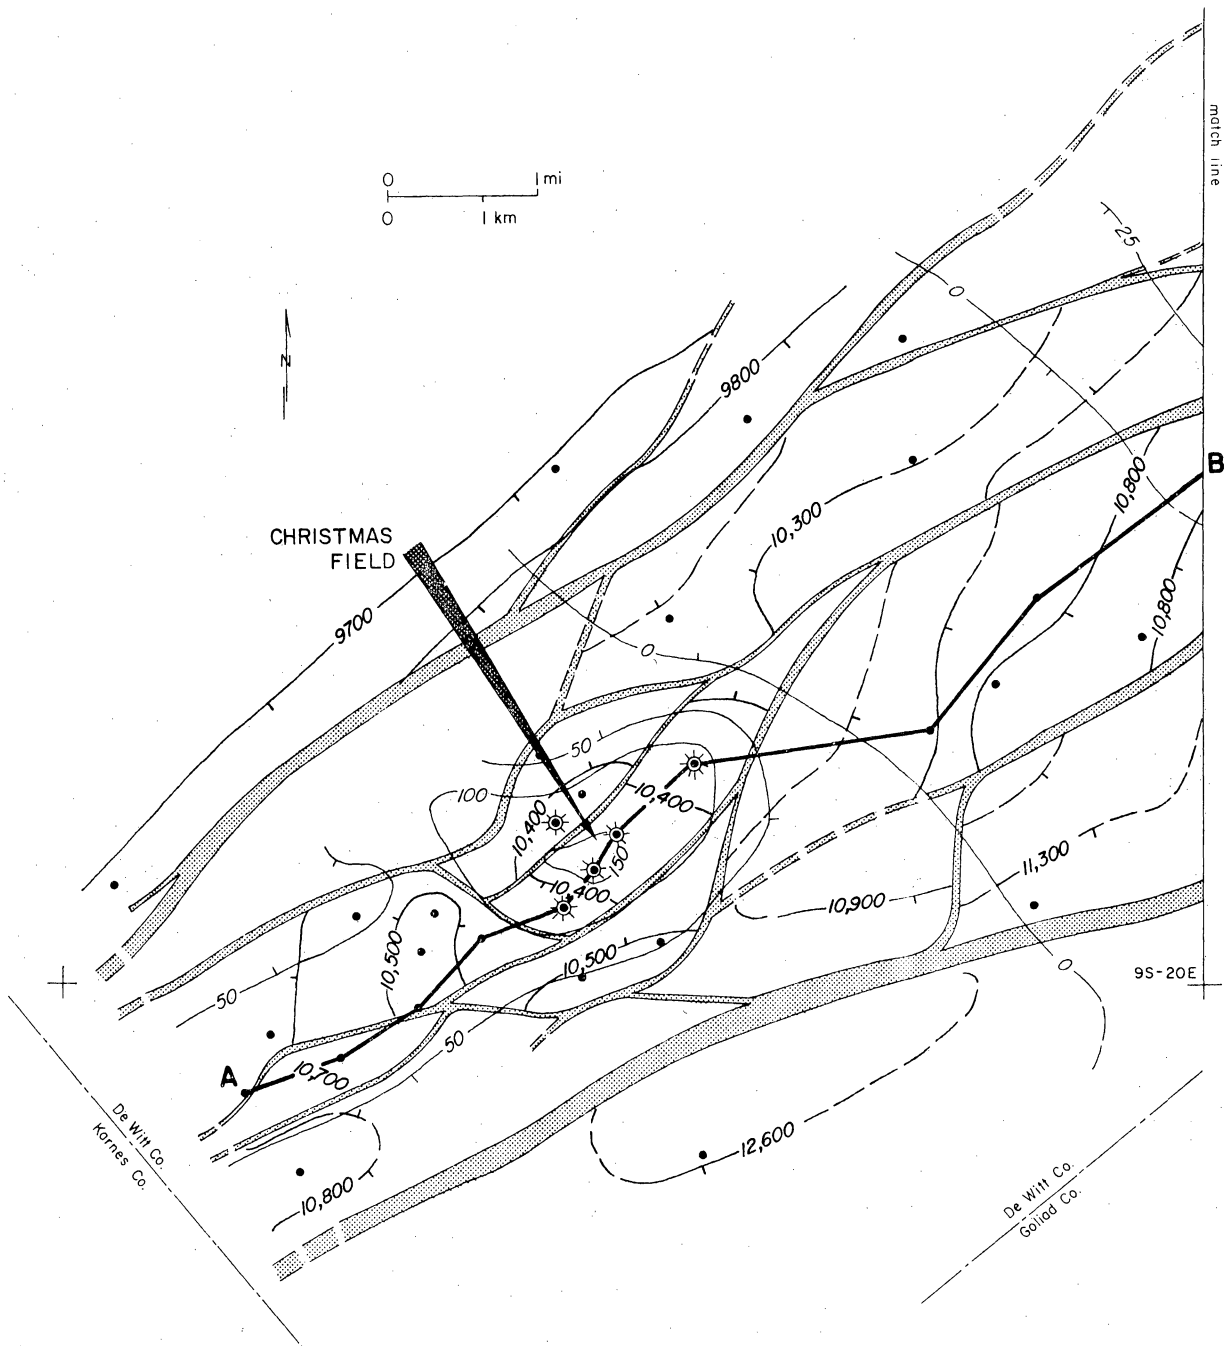 match line
0 1 mi
0 1 km
25
0
N
9800
B
10,800
CHRISTMAS
FIELD
10,300
9700
10,800
0
50
100
10,400
10,400
150
11,300
10,400
10,900
10,500
10,500
0
9S-20E
50
50
A
10,700
De Witt Co.
Karnes Co.
12,600
10,800
De Witt Co.
Goliad Co.